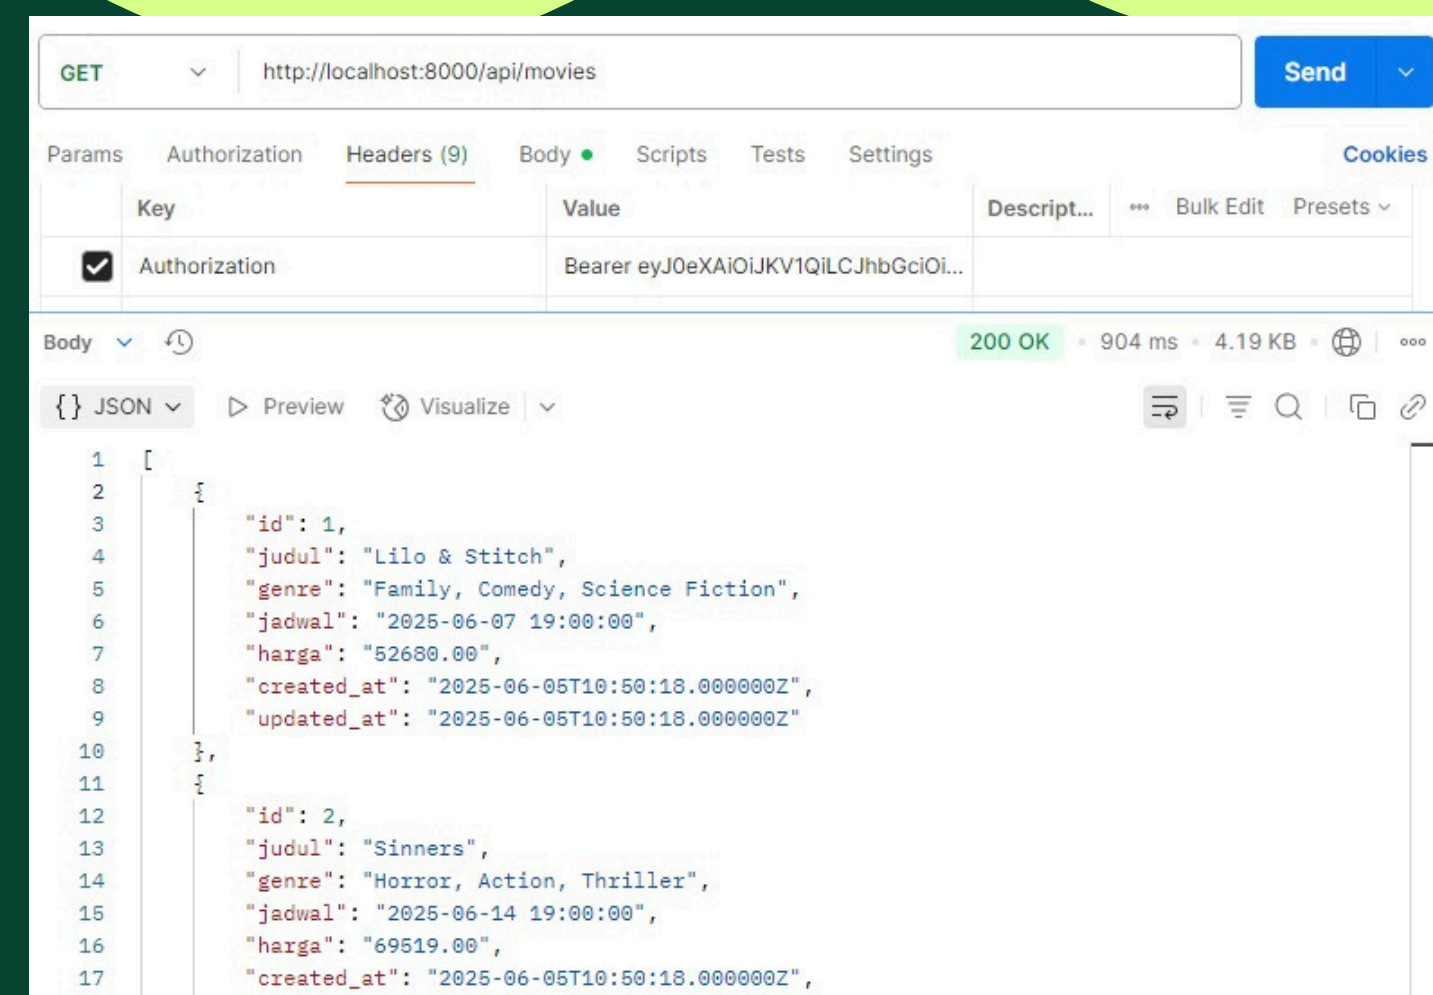 GET http://localhost:8000/api/movies Send
Params Authorization Headers (9) Body Scripts Tests Settings Cookies
Key Value Descript... Bulk Edit Presets
Authorization Bearer eyJ0eXAiOiJKV1QiLCJhbGciOi...
Body 200 OK 904 ms 4.19 KB
{} JSON Preview Visualize
1 [
2 {
3 "id": 1,
4 "judul": "Lilo & Stitch",
5 "genre": "Family, Comedy, Science Fiction",
6 "jadwal": "2025-06-07 19:00:00",
7 "harga": "52680.00",
8 "created_at": "2025-06-05T10:50:18.000000Z",
9 "updated_at": "2025-06-05T10:50:18.000000Z"
10 },
11 {
12 "id": 2,
13 "judul": "Sinners",
14 "genre": "Horror, Action, Thriller",
15 "jadwal": "2025-06-14 19:00:00",
16 "harga": "69519.00",
17 "created_at": "2025-06-05T10:50:18.000000Z",